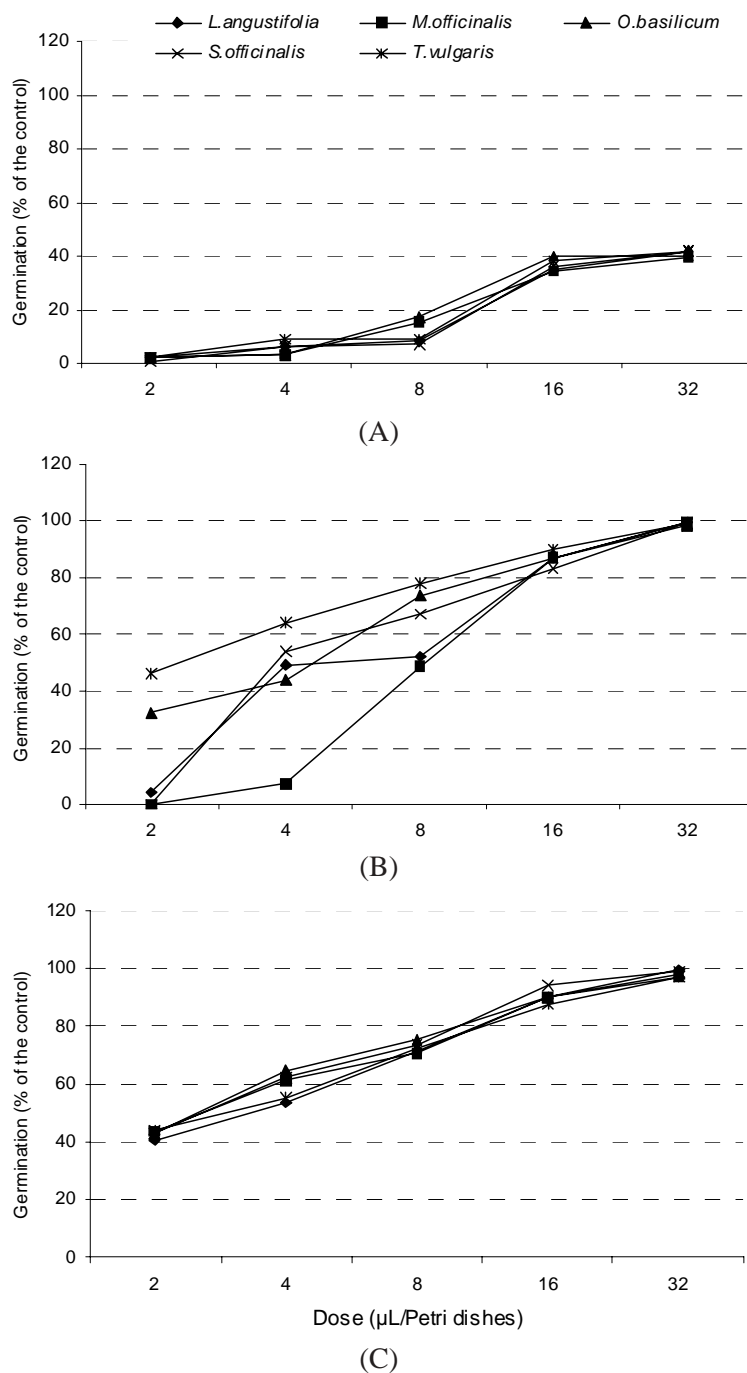 L.angustifolia M.officinalis O.basilicum
S.officinalis T.vulgaris
Germination (% of the control)
120
100
80
60
40
20
0
2 4 8 16 32
(A)
Germination (% of the control)
120
100
80
60
40
20
0
2 4 8 16 32
(B)
Germination (% of the control)
120
100
80
60
40
20
0
2 4 8 16 32
Dose (µL/Petri dishes)
(C)